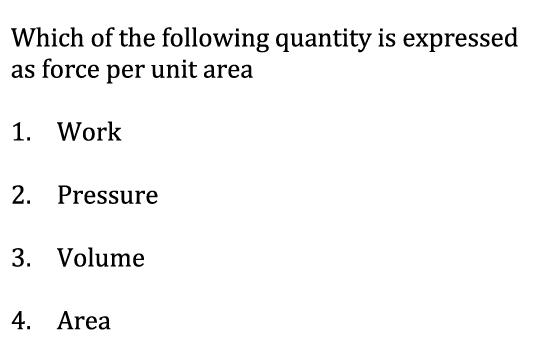 Which of the following quantity is expressed
as force per unit area
1. Work
2. Pressure
3. Volume
4. Area